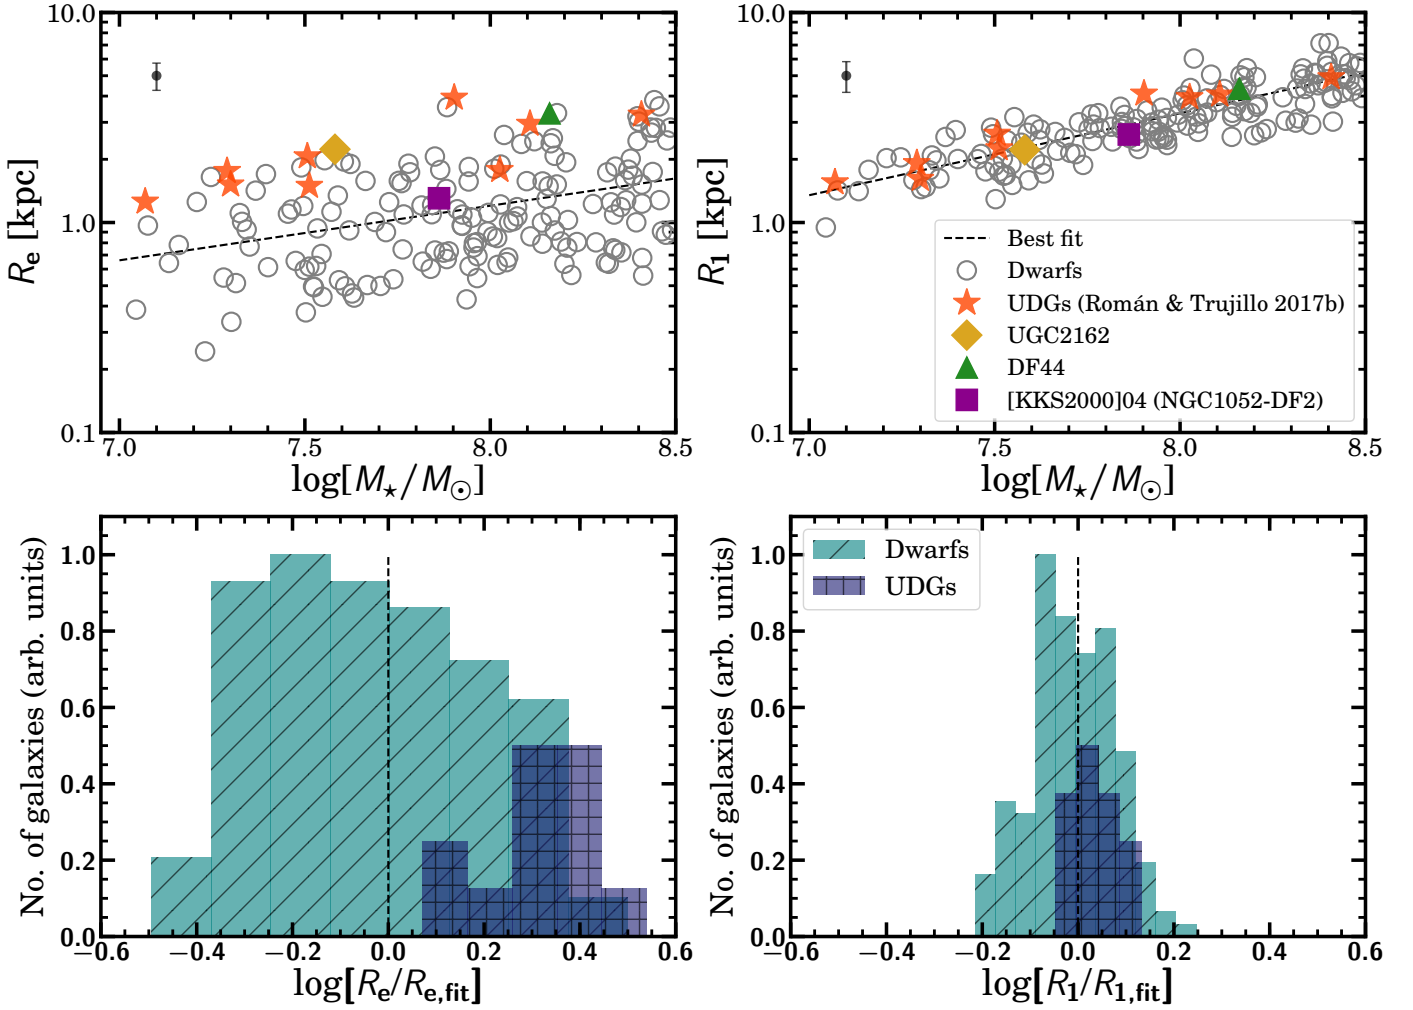 10.0
1.0
0.1
R_e [kpc]
7.0 7.5 8.0 8.5
log[M⋆/M⊙]
10.0
1.0
0.1
R_1 [kpc]
Best fit
Dwarfs
UDGs (Román & Trujillo 2017b)
UGC2162
DF44
[KKS2000]04 (NGC1052-DF2)
7.0 7.5 8.0 8.5
log[M⋆/M⊙]
1.0
0.8
0.6
0.4
0.2
0.0
No. of galaxies (arb. units)
−0.6 −0.4 −0.2 0.0 0.2 0.4 0.6
log[R_e/R_e,fit]
Dwarfs
UDGs
1.0
0.8
0.6
0.4
0.2
0.0
No. of galaxies (arb. units)
−0.6 −0.4 −0.2 0.0 0.2 0.4 0.6
log[R_1/R_1,fit]